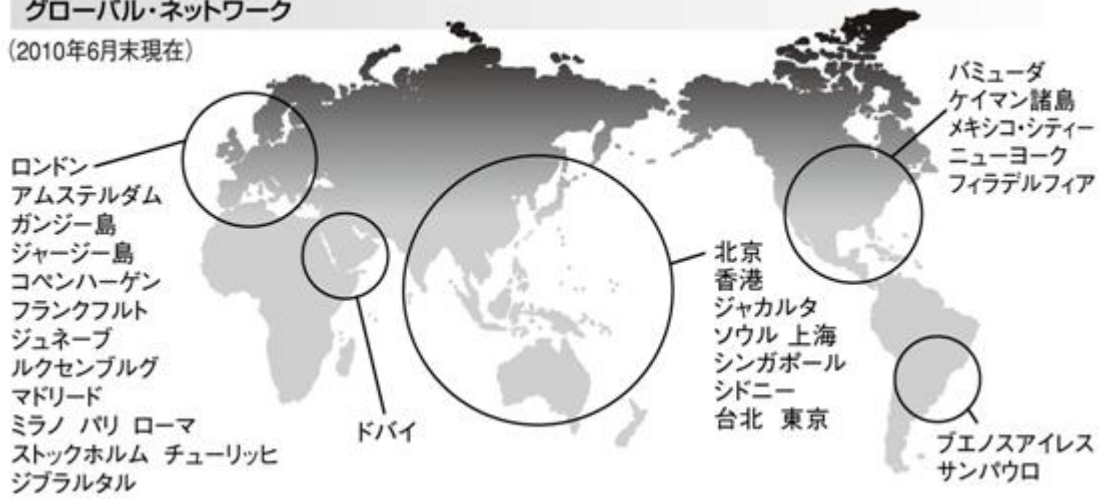 グローバル・ネットワーク
(2010年6月末現在)
ロンドン
アムステルダム
ガンジー島
ジャージー島
コペンハーゲン
フランクフルト
ジュネーブ
ルクセンブルグ
マドリード
ミラノ パリ ローマ
ストックホルム チューリッヒ
ジブラルタル
ドバイ
北京
香港
ジャカルタ
ソウル 上海
シンガポール
シドニー
台北 東京
バミューダ
ケイマン諸島
メキシコ・シティー
ニューヨーク
フィラデルフィア
ブエノスアイレス
サンパウロ